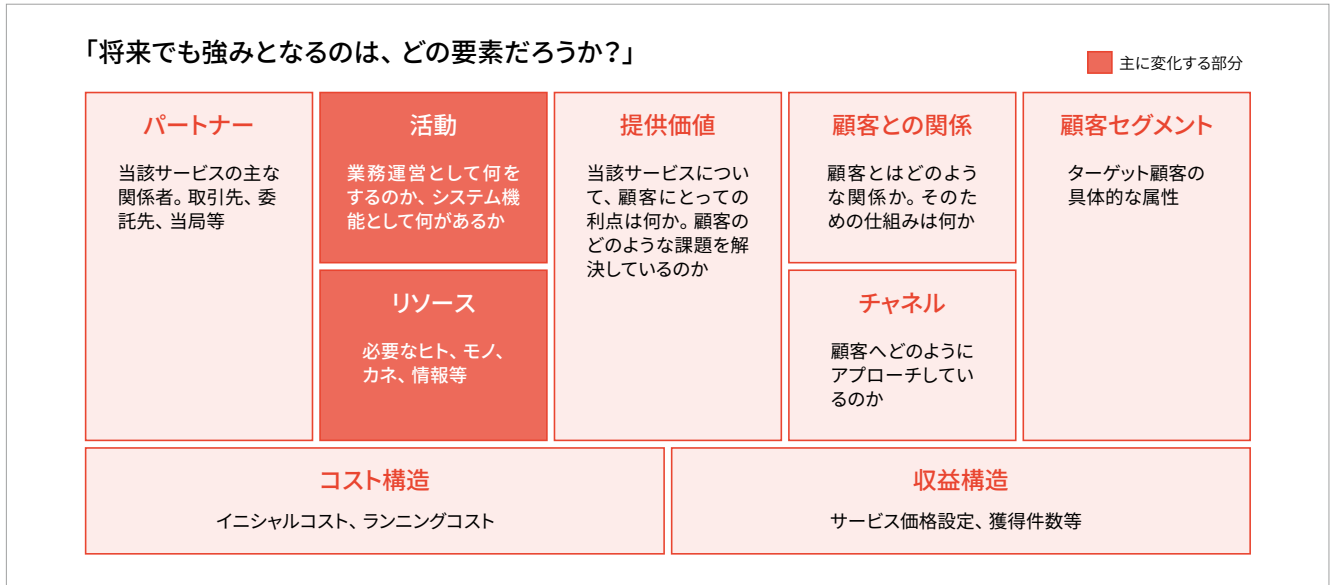 「将来でも強みとなるのは、どの要素だろうか？」
主に変化する部分
パートナー
当該サービスの主な
関係者。取引先、委
託先、当局等
活動
業務運営として何を
するのか、システム機
能として何があるか
リソース
必要なヒト、モノ、
カネ、情報等
提供価値
当該サービスについ
て、顧客にとっての
利点は何か。顧客の
どのような課題を解
決しているのか
顧客との関係
顧客とはどのよう
な関係か。そのた
めの仕組みは何か
チャネル
顧客へどのように
アプローチしてい
るのか
顧客セグメント
ターゲット顧客の
具体的な属性
コスト構造
イニシャルコスト、ランニングコスト
収益構造
サービス価格設定、獲得件数等